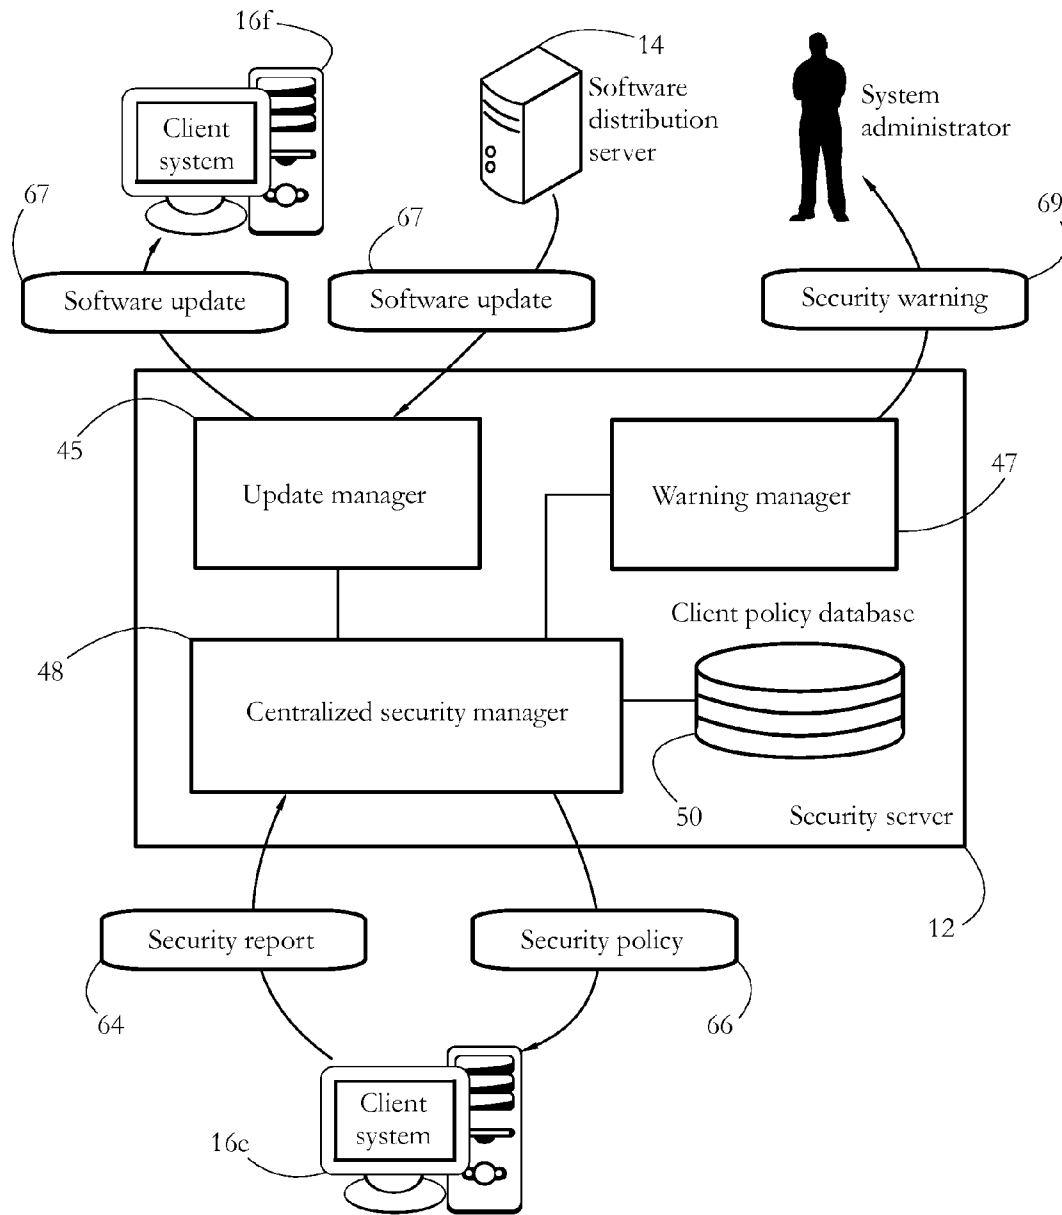 16f
14
Client
system
Software
distribution
server
System
administrator
67
67
69
Software update
Software update
Security warning
45
47
Update manager
Warning manager
Client policy database
48
Centralized security manager
50
Security server
12
Security report
Security policy
64
66
Client
system
16e